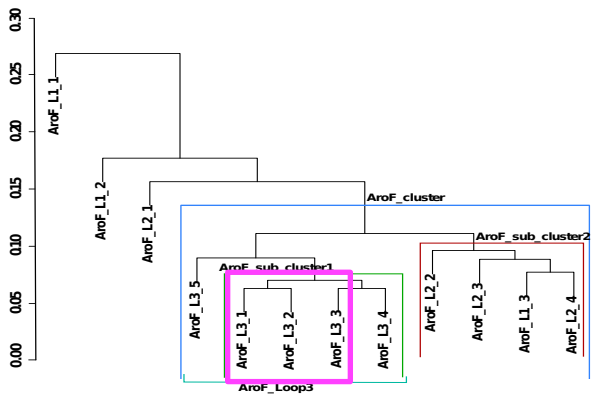 0.30
0.25
0.20
0.15
0.10
0.05
0.00
AroF_L1_1
AroF_L1_2
AroF_L2_1
AroF_cluster
AroF_sub_cluster2
AroF_sub_cluster1
AroF_L3_5
AroF_L3_1
AroF_L3_2
AroF_L3_3
AroF_L3_4
AroF_L2_2
AroF_L2_3
AroF_L1_3
AroF_L2_4
AroF_Loop3